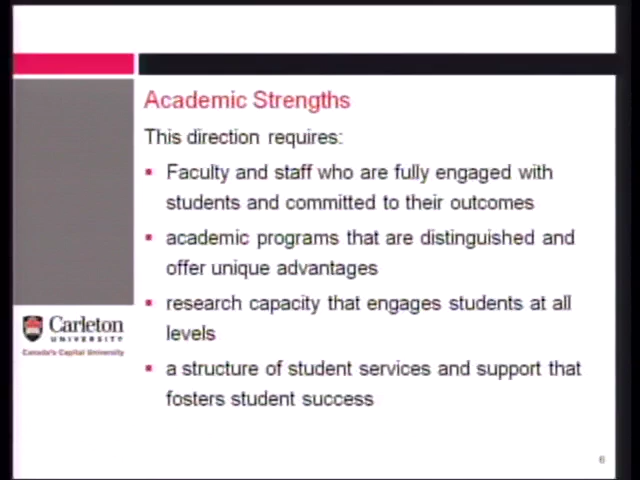 Academic Strengths
This direction requires:
▪ Faculty and staff who are fully engaged with
students and committed to their outcomes
▪ academic programs that are distinguished and
offer unique advantages
▪ research capacity that engages students at all
levels
▪ a structure of student services and support that
fosters student success
Carleton
UNIVERSITY
Canada's Capital University
6